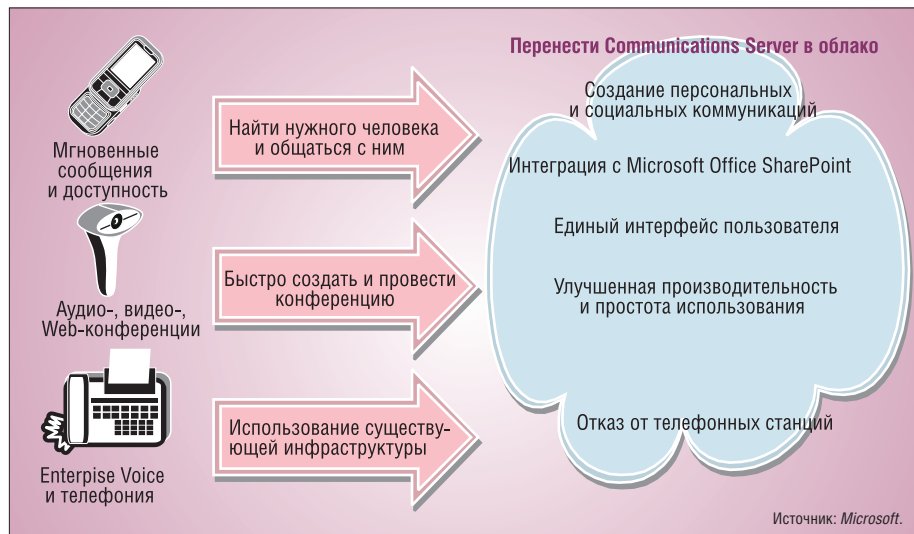 Перенести Communications Server в облако
Мгновенные
сообщения
и доступность
Найти нужного человека
и общаться с ним
Создание персональных
и социальных коммуникаций
Интеграция с Microsoft Office SharePoint
Единый интерфейс пользователя
Аудио-, видео-,
Web-конференции
Быстро создать и провести
конференцию
Улучшенная производительность
и простота использования
Enterpise Voice
и телефония
Использование существу-
ющей инфраструктуры
Отказ от телефонных станций
Источник: Microsoft.